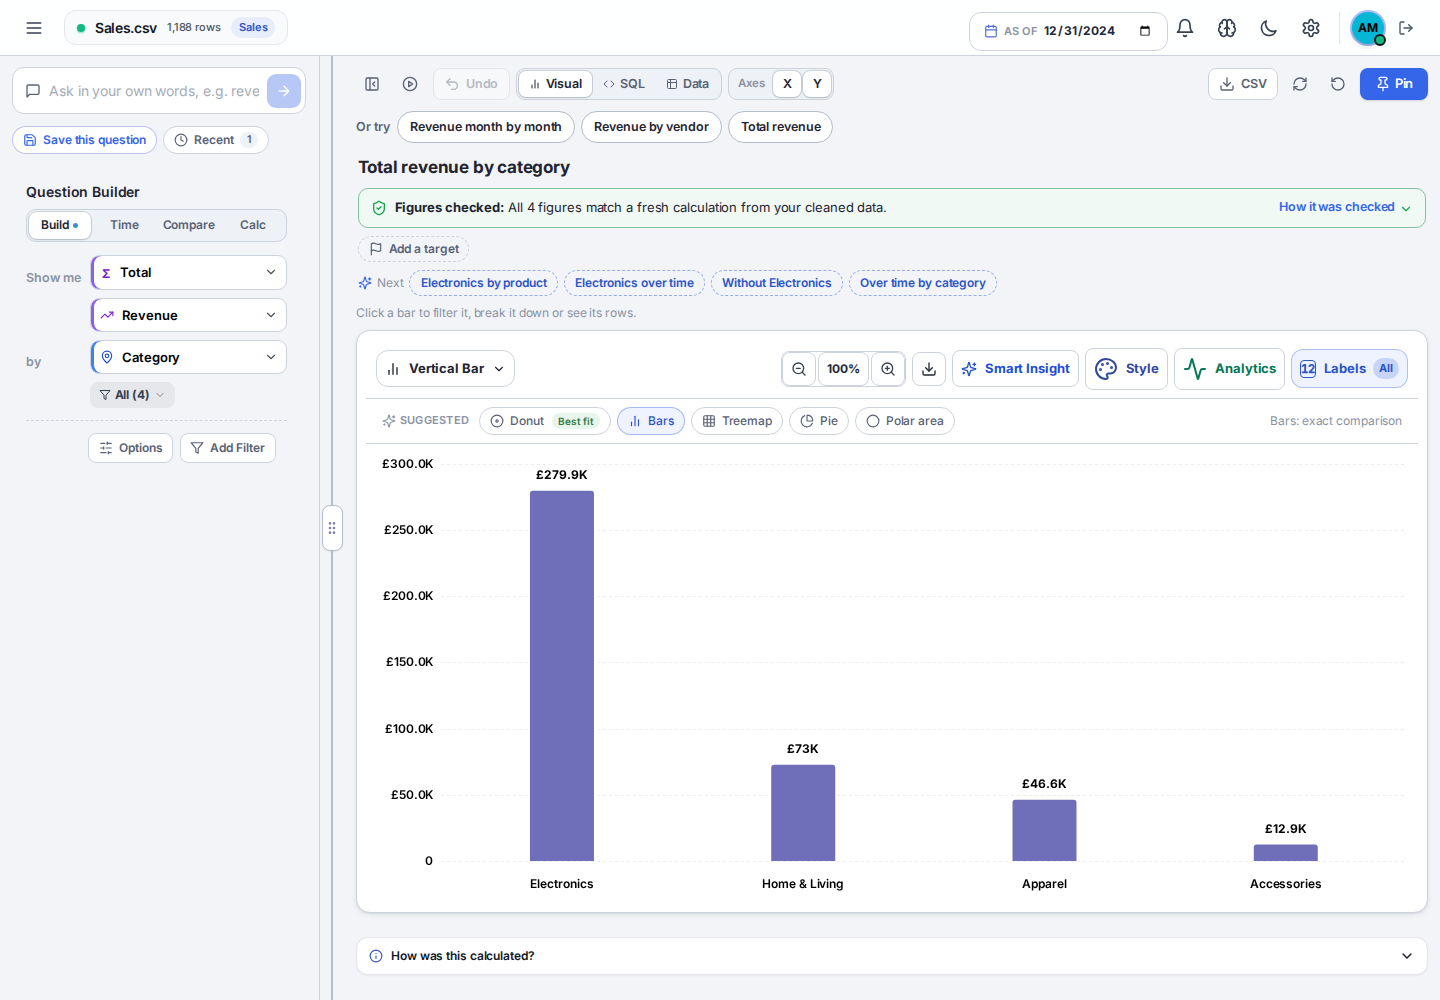 Sales.csv 1,188 rows Sales
AS OF 12/31/2024
AM
Ask in your own words, e.g. reve
Save this question
Recent 1
Question Builder
Build Time Compare Calc
Show me Σ Total
Revenue
by Category
All (4)
Options Add Filter
Undo Visual SQL Data Axes X Y CSV Pin
Or try Revenue month by month Revenue by vendor Total revenue
Total revenue by category
Figures checked: All 4 figures match a fresh calculation from your cleaned data. How it was checked
Add a target
Next Electronics by product Electronics over time Without Electronics Over time by category
Click a bar to filter it, break it down or see its rows.
Vertical Bar 100% Smart Insight Style Analytics 12 Labels All
SUGGESTED Donut Best fit Bars Treemap Pie Polar area Bars: exact comparison
£300.0K
£279.9K
£250.0K
£200.0K
£150.0K
£100.0K
£73K
£50.0K
£46.6K
£12.9K
0
Electronics Home & Living Apparel Accessories
How was this calculated?